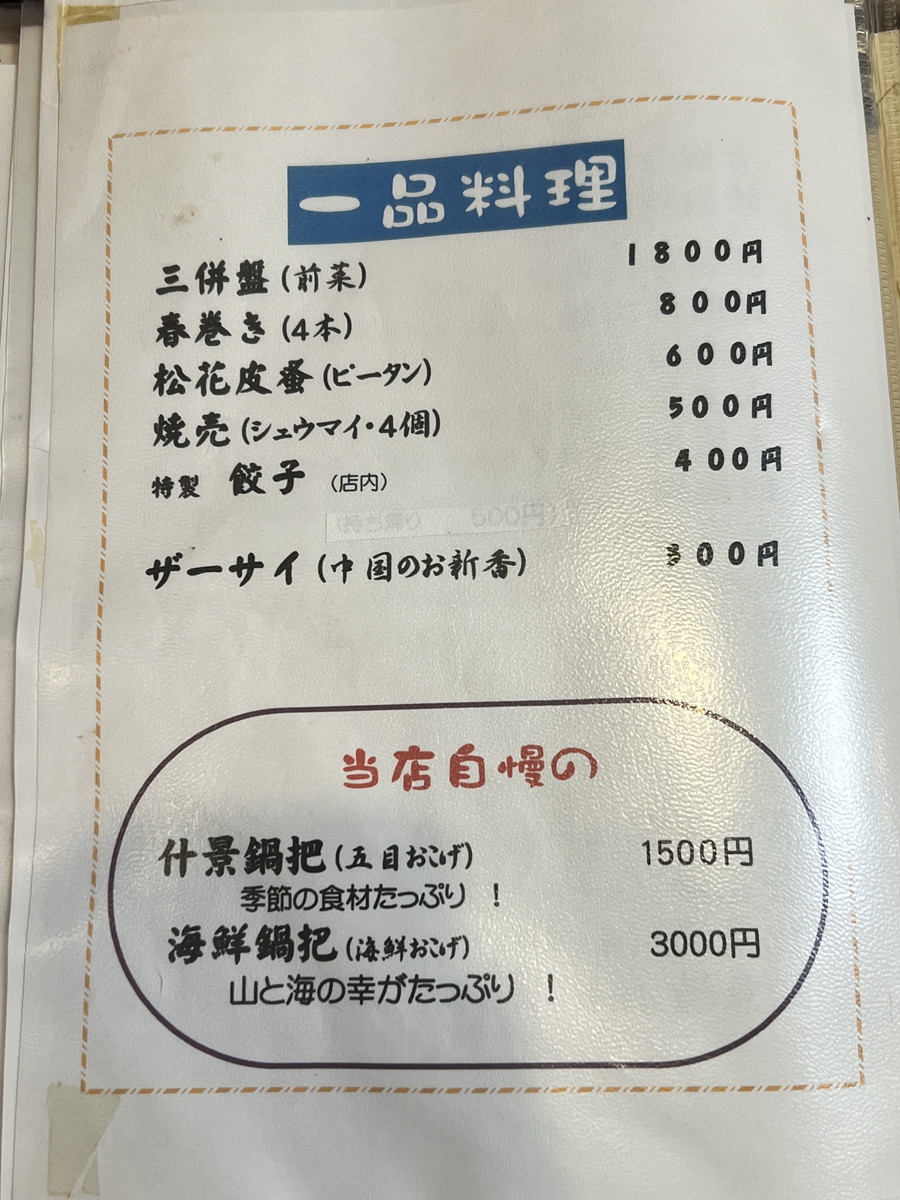 一品料理
三併盤(前菜) 1800円
春巻き(4本) 800円
松花皮蚤(ピータン) 600円
焼売(シュウマイ・4個) 500円
特製 餃子 (店内) 400円
(持ち帰り 500円)
ザーサイ(中国のお新香) 300円
当店自慢の
什景鍋把(五目おこげ) 1500円
季節の食材たっぷり !
海鮮鍋把(海鮮おこげ) 3000円
山と海の幸がたっぷり !